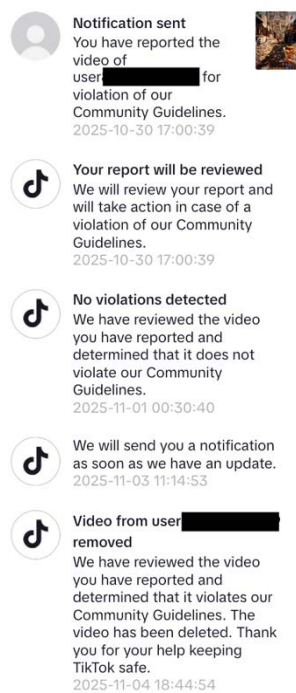 Notification sent
You have reported the
video of
user for
violation of our
Community Guidelines.
2025-10-30 17:00:39
Your report will be reviewed
We will review your report and
will take action in case of a
violation of our Community
Guidelines.
2025-10-30 17:00:39
No violations detected
We have reviewed the video
you have reported and
determined that it does not
violate our Community
Guidelines.
2025-11-01 00:30:40
We will send you a notification
as soon as we have an update.
2025-11-03 11:14:53
Video from user
removed
We have reviewed the video
you have reported and
determined that it violates our
Community Guidelines. The
video has been deleted. Thank
you for your help keeping
TikTok safe.
2025-11-04 18:44:54